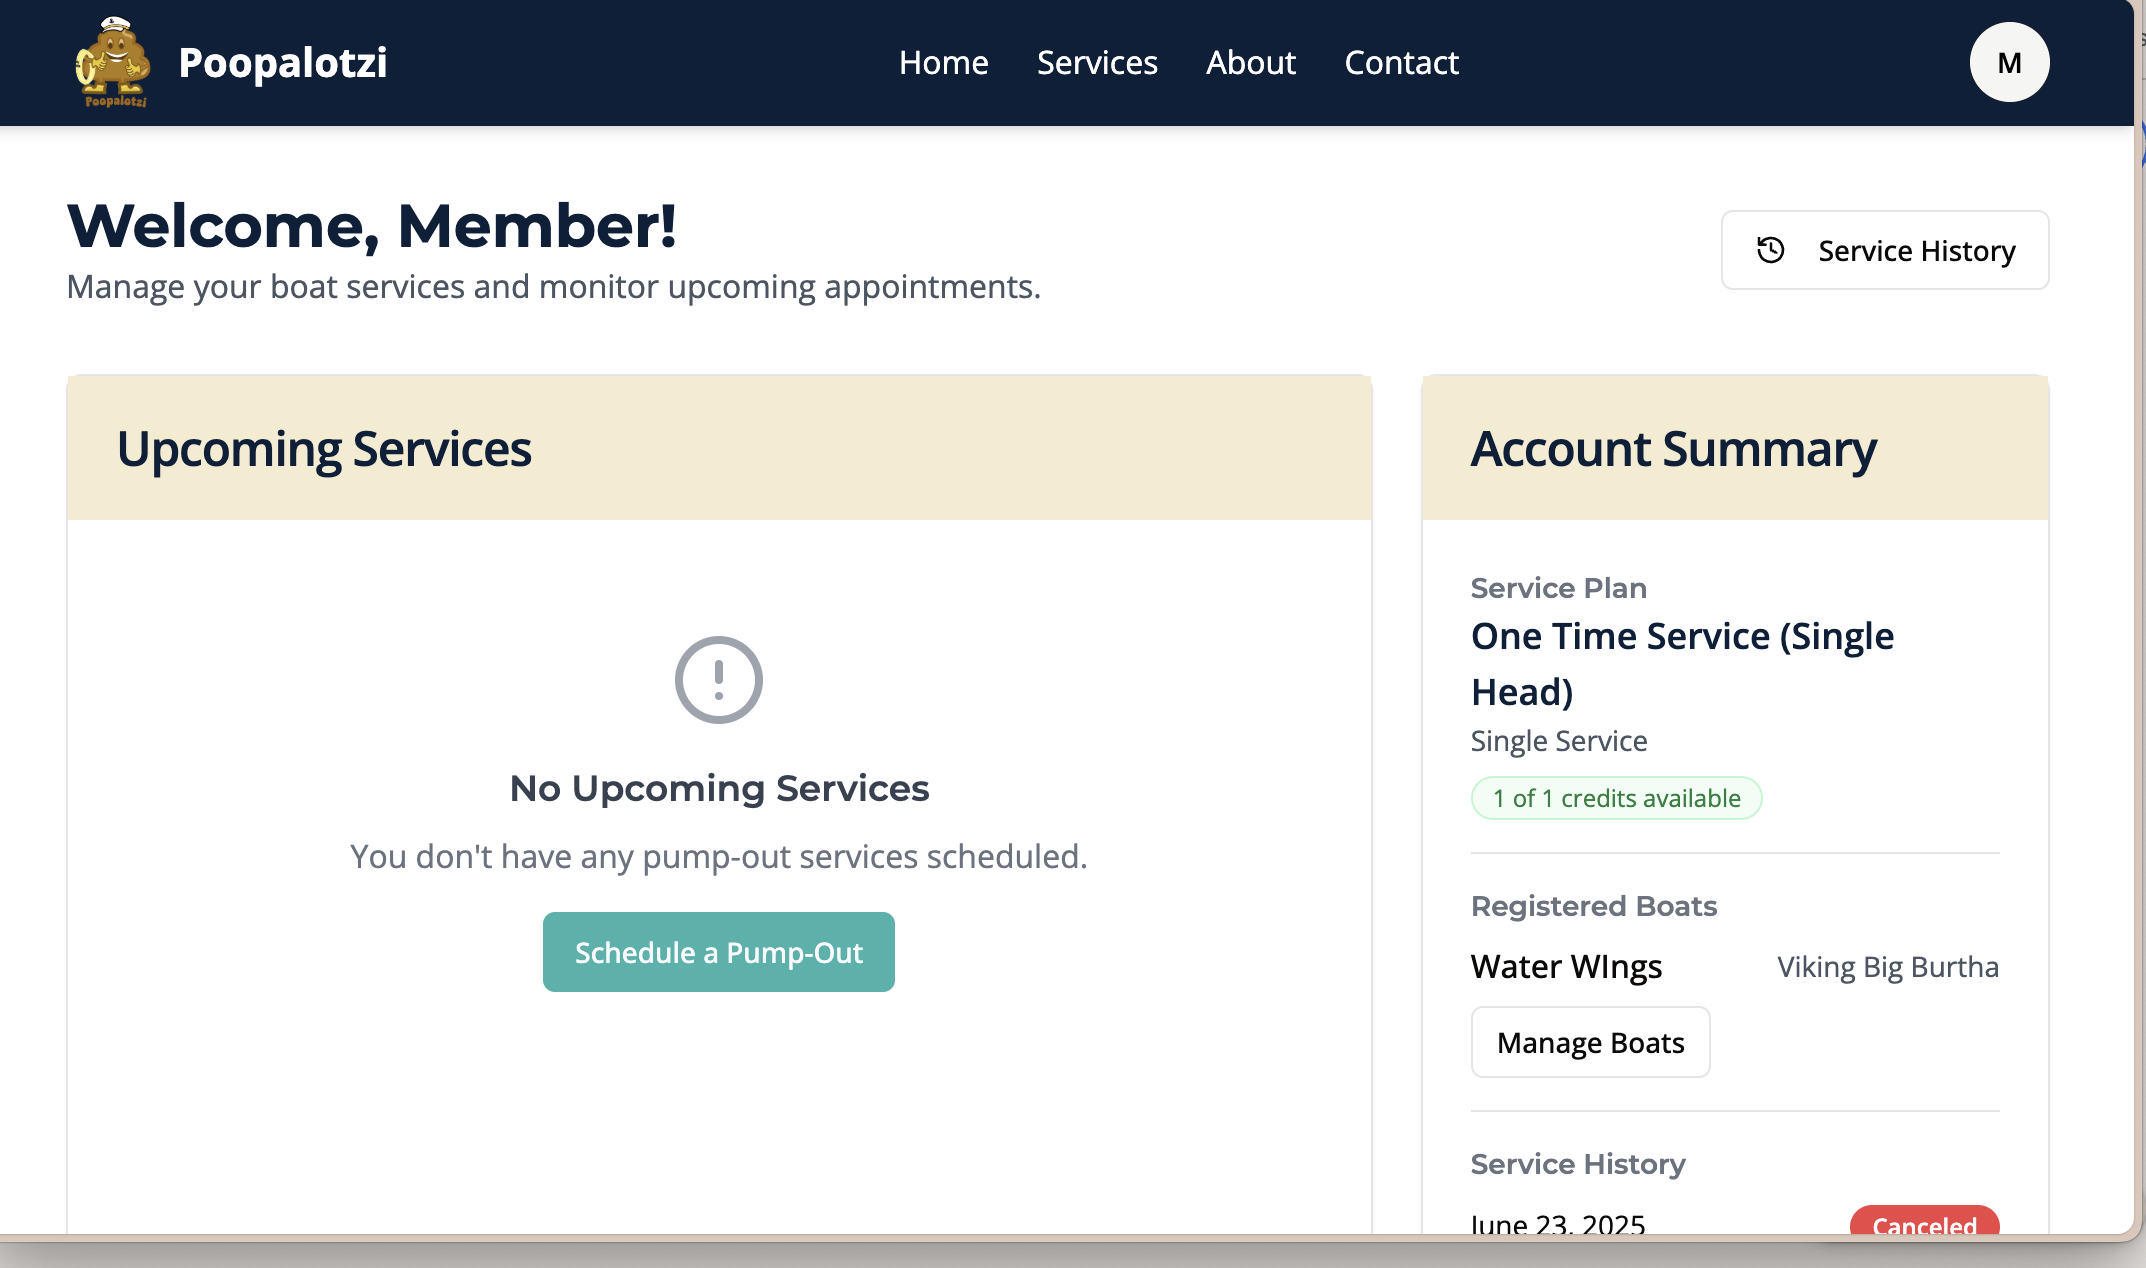 Poopalotzi
Poopalotzi
Home Services About Contact
M
Welcome, Member!
Manage your boat services and monitor upcoming appointments.
Service History
Upcoming Services
No Upcoming Services
You don't have any pump-out services scheduled.
Schedule a Pump-Out
Account Summary
Service Plan
One Time Service (Single
Head)
Single Service
1 of 1 credits available
Registered Boats
Water WIngs Viking Big Burtha
Manage Boats
Service History
June 23, 2025 Canceled